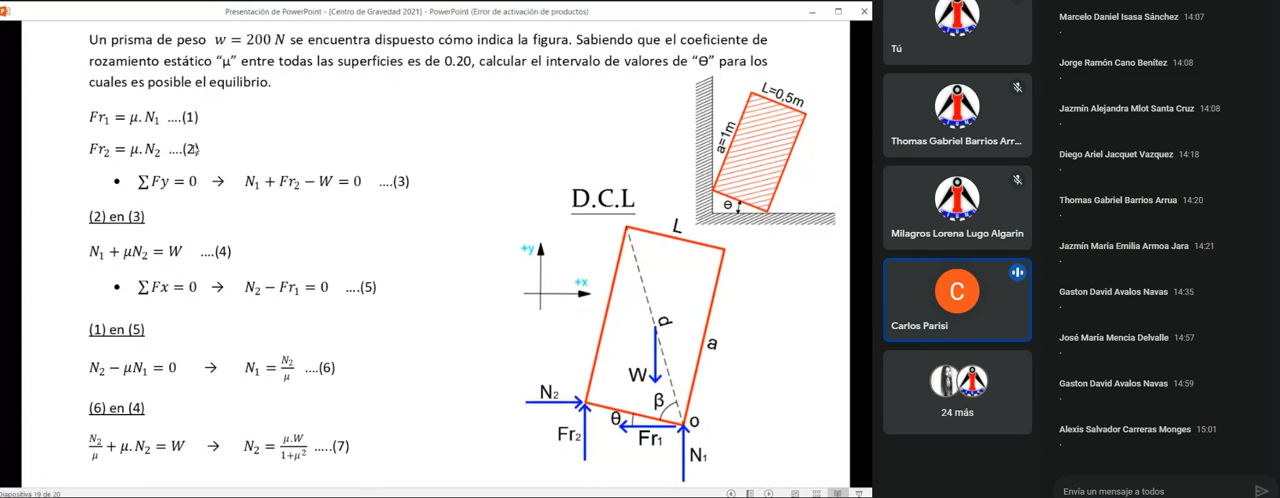 Presentación de PowerPoint - [Centro de Gravedad 2021] - PowerPoint (Error de activación de productos)
Un prisma de peso w = 200 N se encuentra dispuesto cómo indica la figura. Sabiendo que el coeficiente de
rozamiento estático "μ" entre todas las superficies es de 0.20, calcular el intervalo de valores de "Θ" para los
cuales es posible el equilibrio.
Fr₁ = μ. N₁ ....(1)
Fr₂ = μ. N₂ ....(2)
• ∑Fy = 0 → N₁ + Fr₂ − W = 0 ....(3)
(2) en (3)
N₁ + μN₂ = W ....(4)
• ∑Fx = 0 → N₂ − Fr₁ = 0 ....(5)
(1) en (5)
N₂ − μN₁ = 0 → N₁ = N₂/μ ....(6)
(6) en (4)
N₂/μ + μ. N₂ = W → N₂ = μ.W/1+μ² .....(7)
L=0,5m
a=1m
Θ
D.C.L
+y
+x
L
d
a
W
β
N₂
θ
o
Fr₂
Fr₁
N₁
Diapositiva 19 de 20
Tú
Thomas Gabriel Barrios Arr...
Milagros Lorena Lugo Algarin
C
Carlos Parisi
24 más
Marcelo Daniel Isasa Sánchez 14:07
.
Jorge Ramón Cano Benítez 14:08
.
Jazmín Alejandra Mlot Santa Cruz 14:08
.
Diego Ariel Jacquet Vazquez 14:18
.
Thomas Gabriel Barrios Arrua 14:20
.
Jazmín María Emilia Armoa Jara 14:21
.
Gaston David Avalos Navas 14:35
.
José María Mencia Delvalle 14:57
.
Gaston David Avalos Navas 14:59
.
Alexis Salvador Carreras Monges 15:01
.
Envía un mensaje a todos